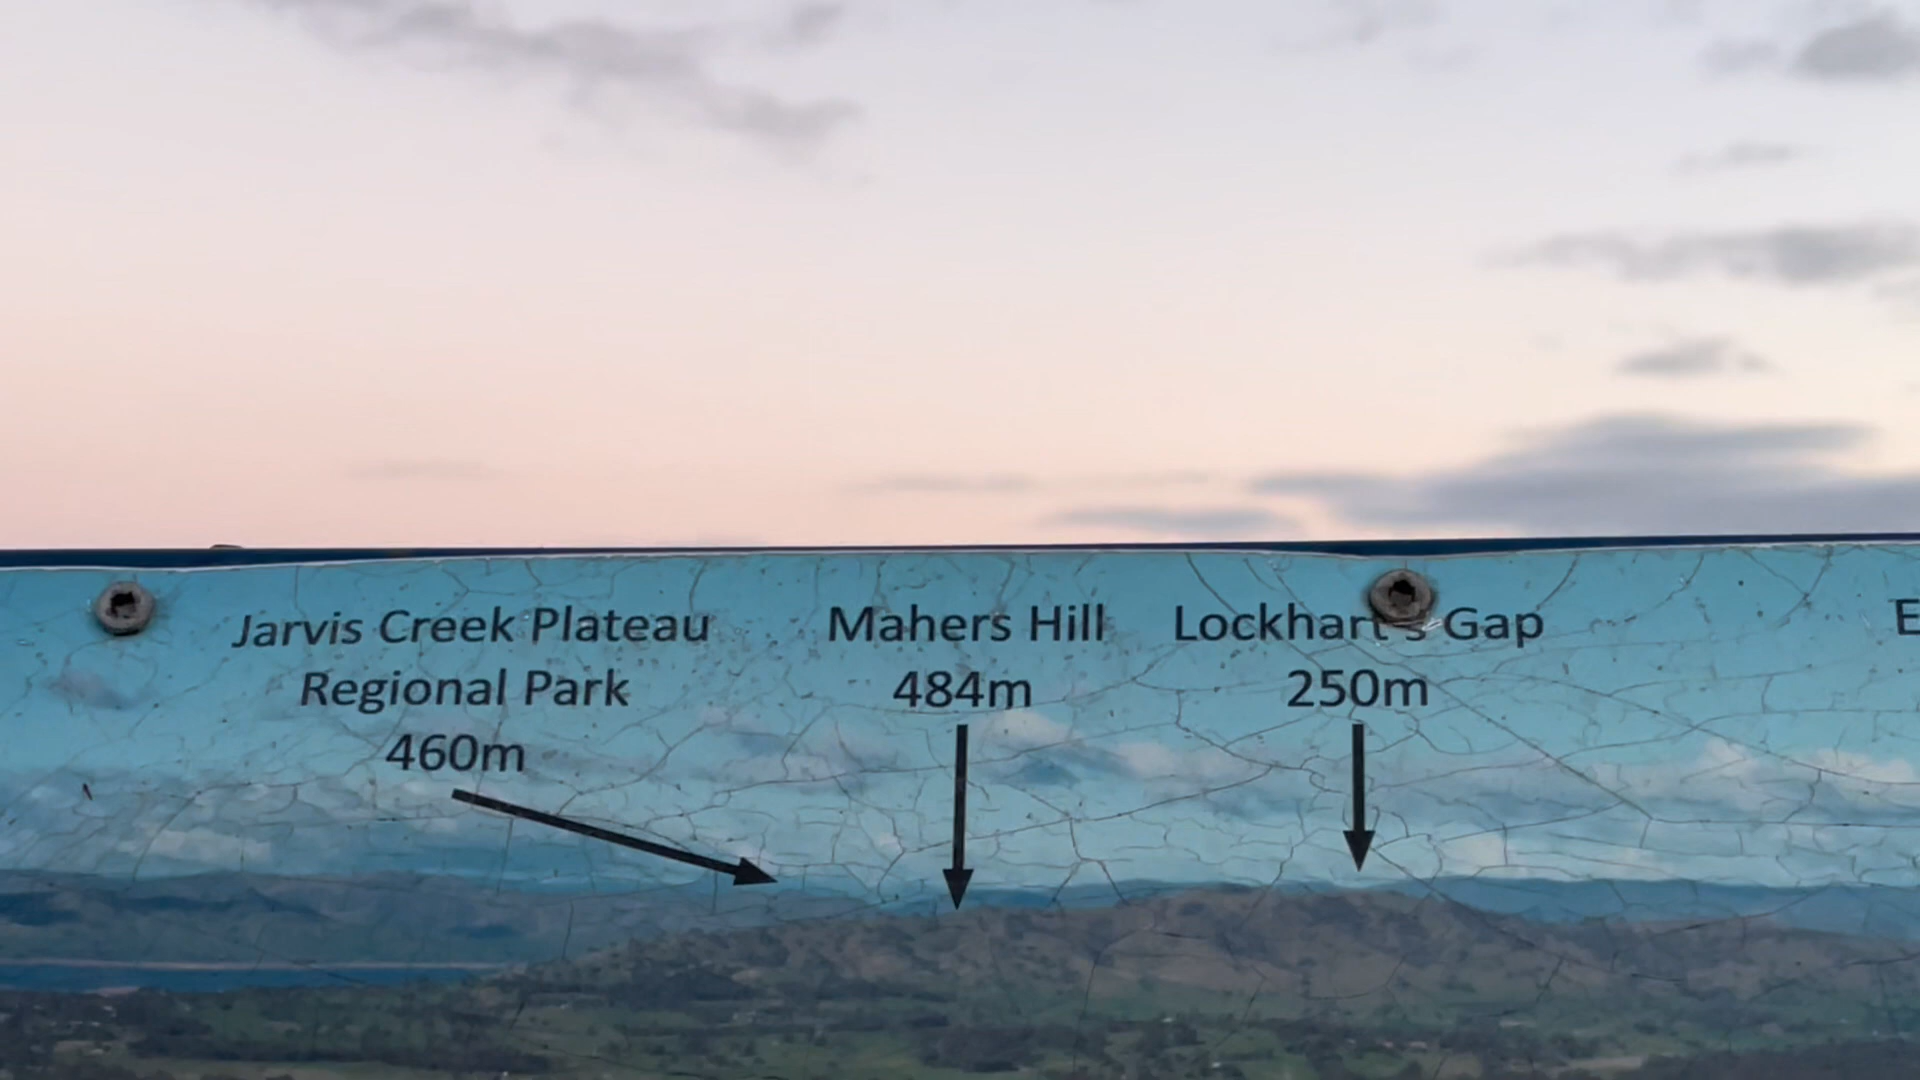 Jarvis Creek Plateau
Regional Park
460m
Mahers Hill
484m
Lockhart's Gap
250m
E